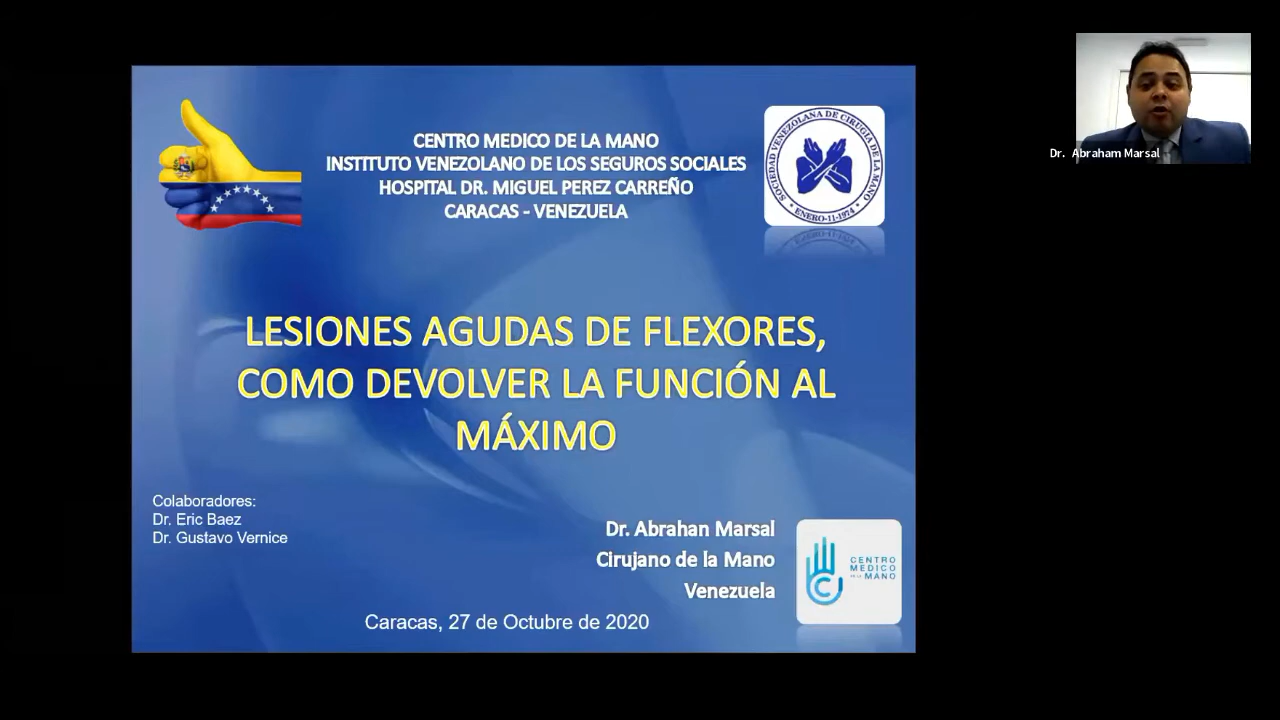 CENTRO MEDICO DE LA MANO
INSTITUTO VENEZOLANO DE LOS SEGUROS SOCIALES
HOSPITAL DR. MIGUEL PEREZ CARREÑO
CARACAS - VENEZUELA
SOCIEDAD VENEZOLANA DE CIRUGIA DE LA MANO
• ENERO-11-1974 •
Dr. Abraham Marsal
LESIONES AGUDAS DE FLEXORES,
COMO DEVOLVER LA FUNCIÓN AL
MÁXIMO
Colaboradores:
Dr. Eric Baez
Dr. Gustavo Vernice
Dr. Abrahan Marsal
Cirujano de la Mano
Venezuela
CENTRO
MEDICO
DE LA MANO
Caracas, 27 de Octubre de 2020